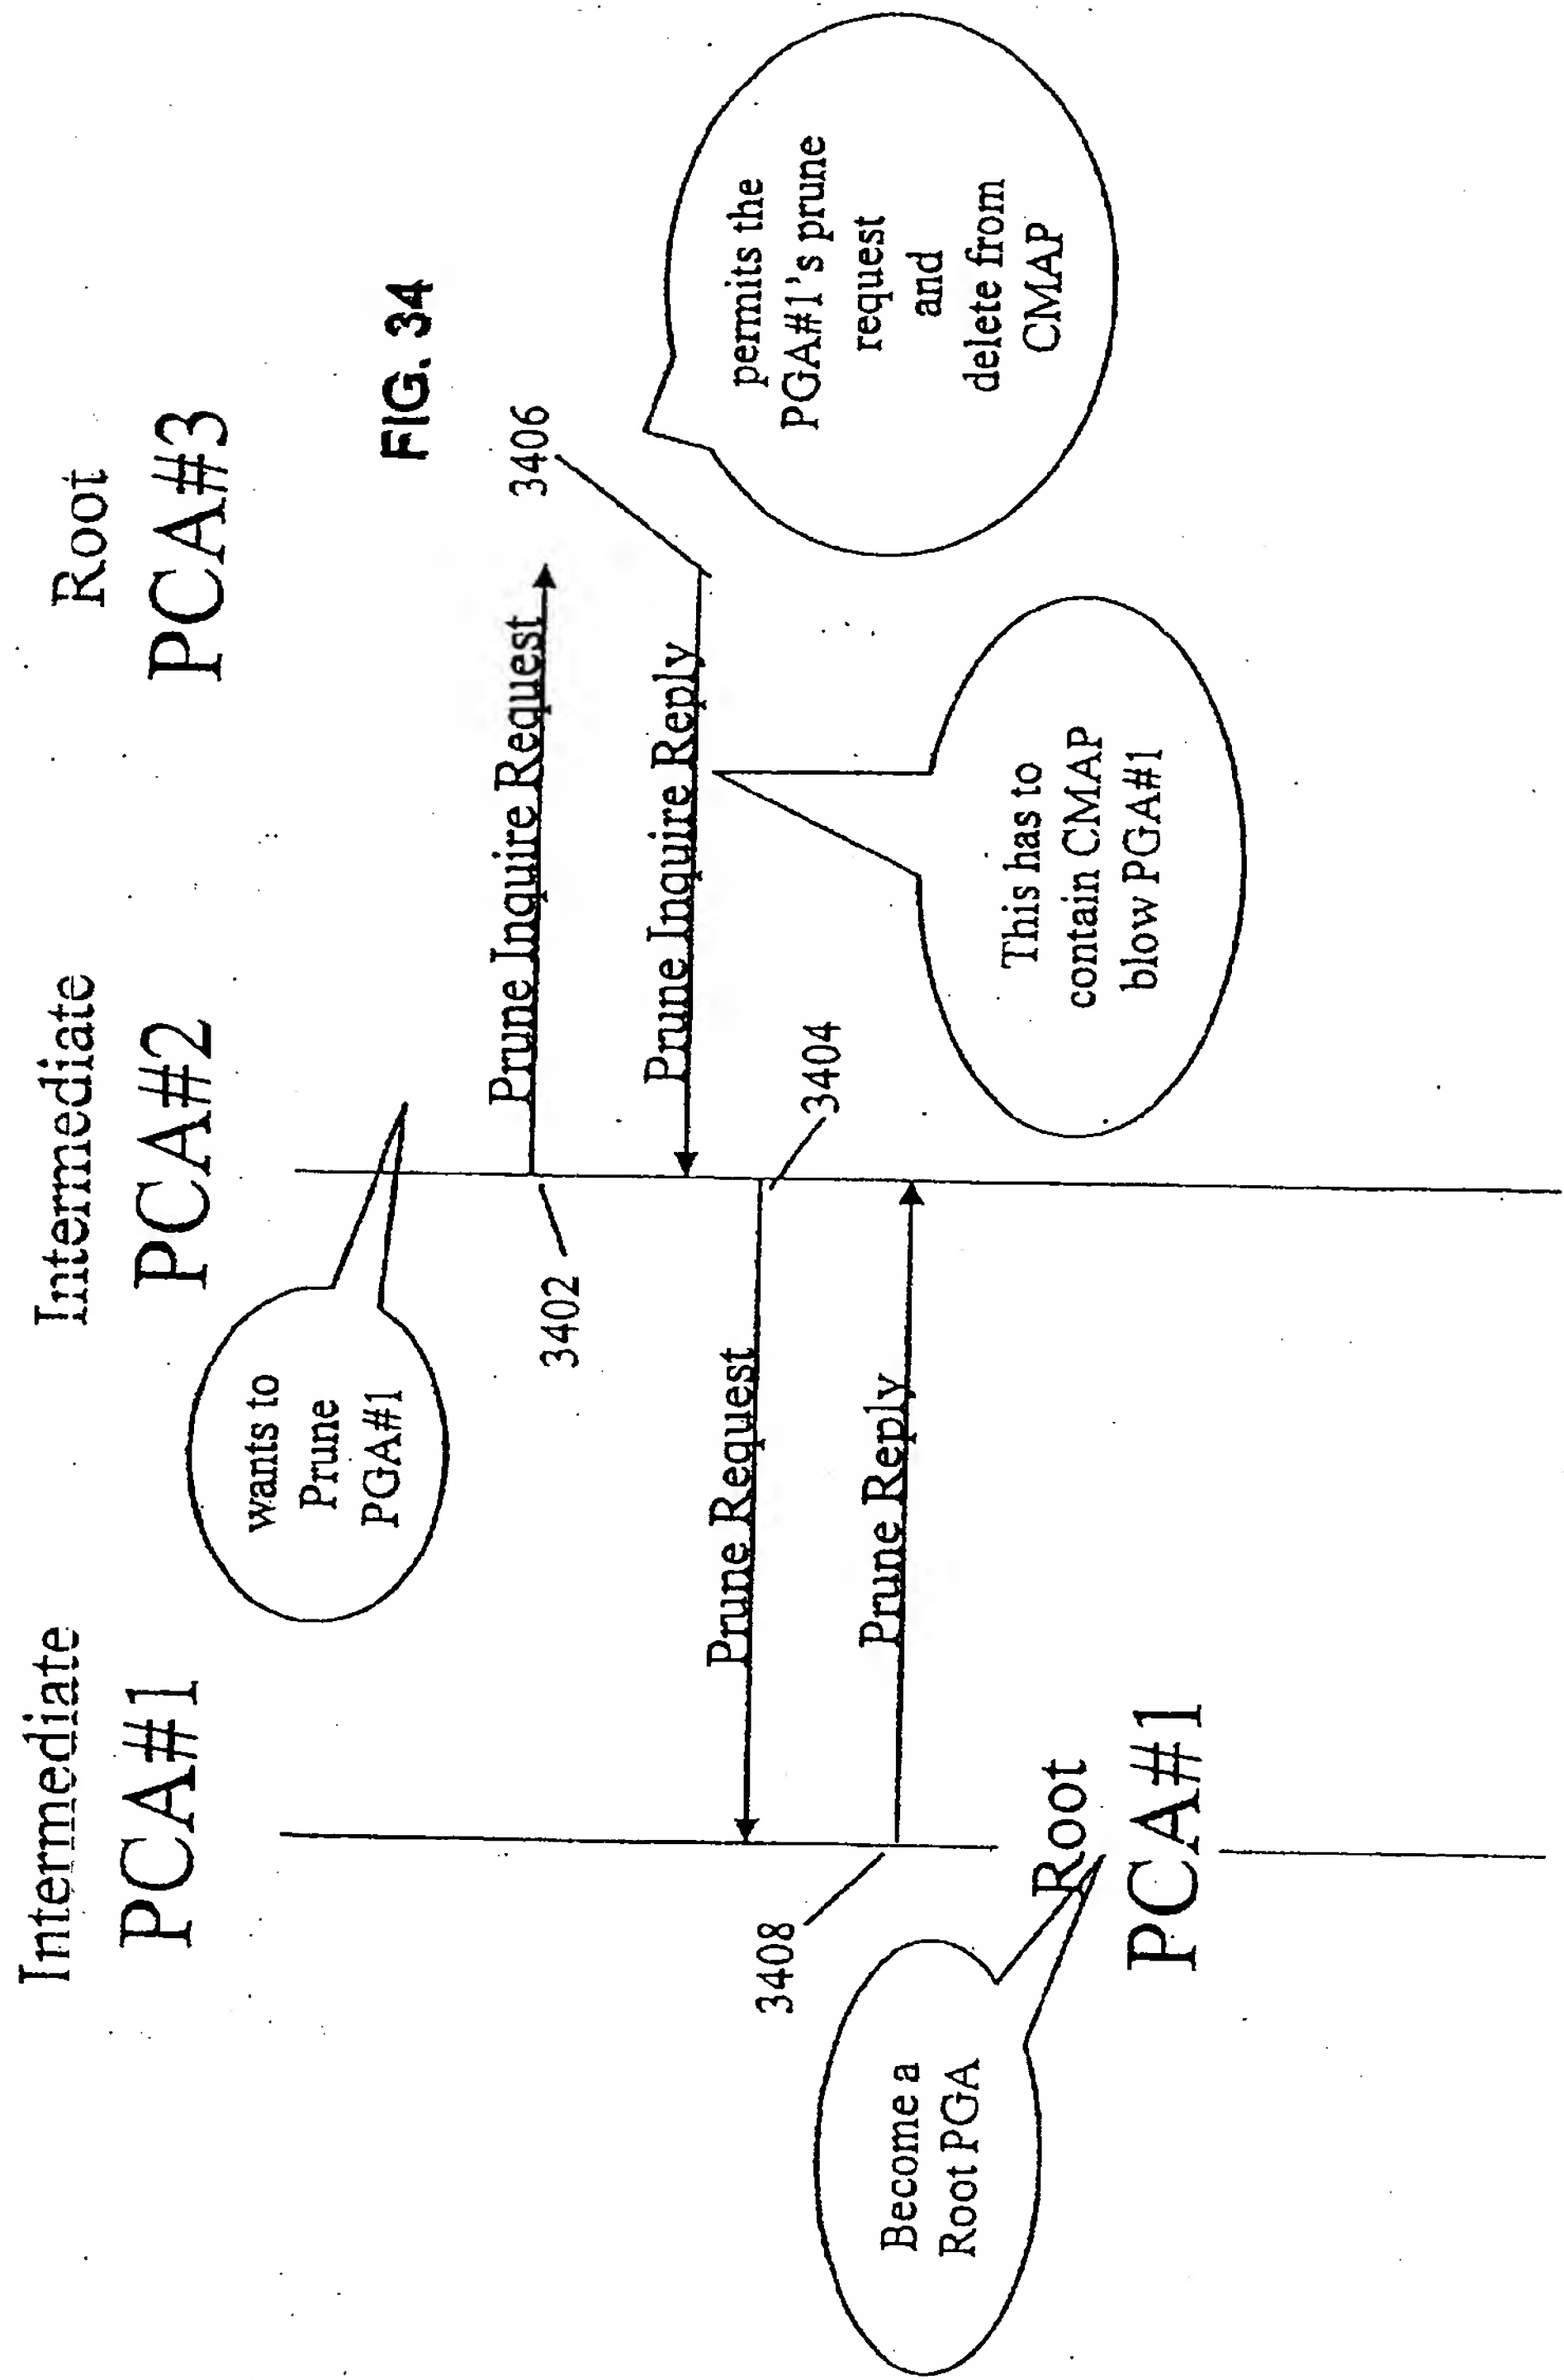 Intermediate
PCA#1
Intermediate
PCA#2
Root
PCA#3
FIG. 34
wants to
Prune
PGA#1
3402
Prune Inquire Request
3406
Prune Inquire Reply
permits the
PGA#1's prune
request
and
delete from
CMAP
Prune Request
3404
This has to
contain CMAP
blow PGA#1
3408
Prune Reply
Become a
Root PGA
Root
PCA#1